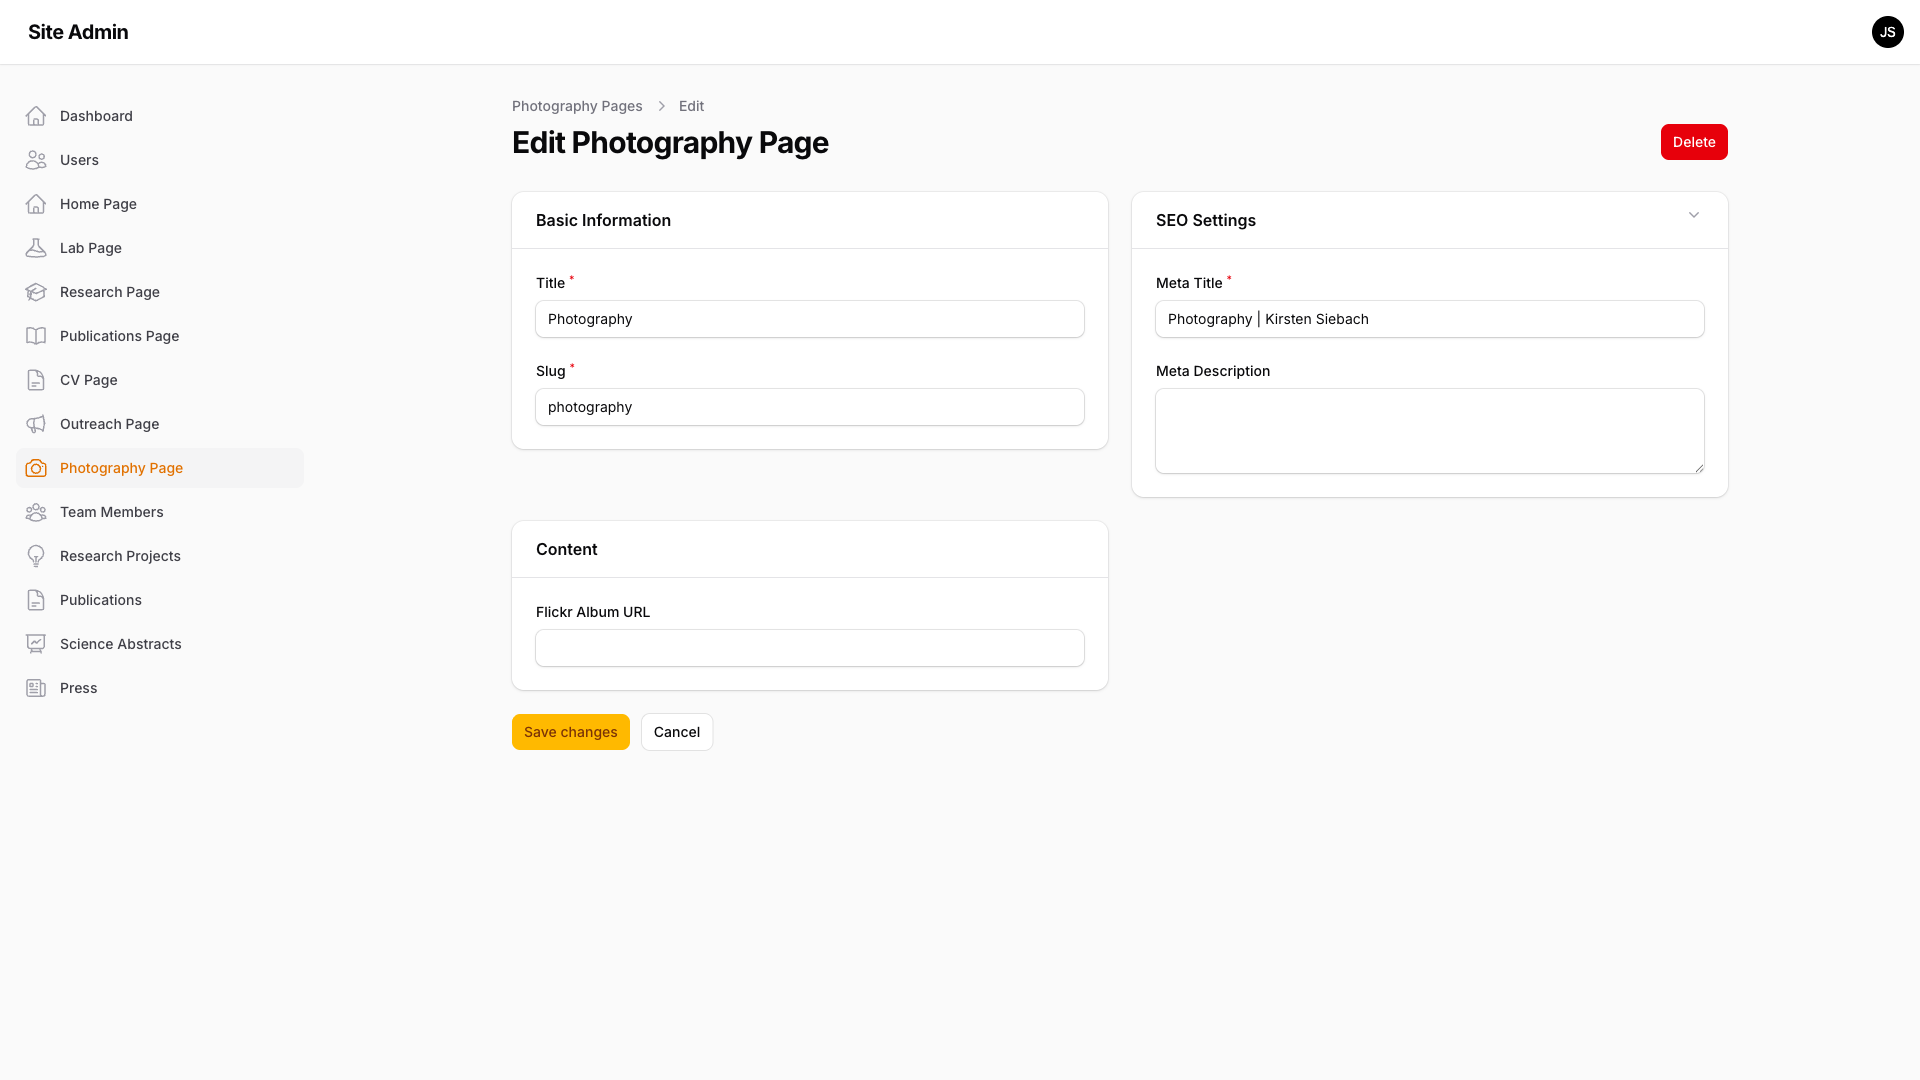 Site Admin
JS
Dashboard
Users
Home Page
Lab Page
Research Page
Publications Page
CV Page
Outreach Page
Photography Page
Team Members
Research Projects
Publications
Science Abstracts
Press
Photography Pages > Edit
Edit Photography Page
Delete
Basic Information
Title *
Photography
Slug *
photography
SEO Settings
Meta Title *
Photography | Kirsten Siebach
Meta Description
Content
Flickr Album URL
Save changes
Cancel